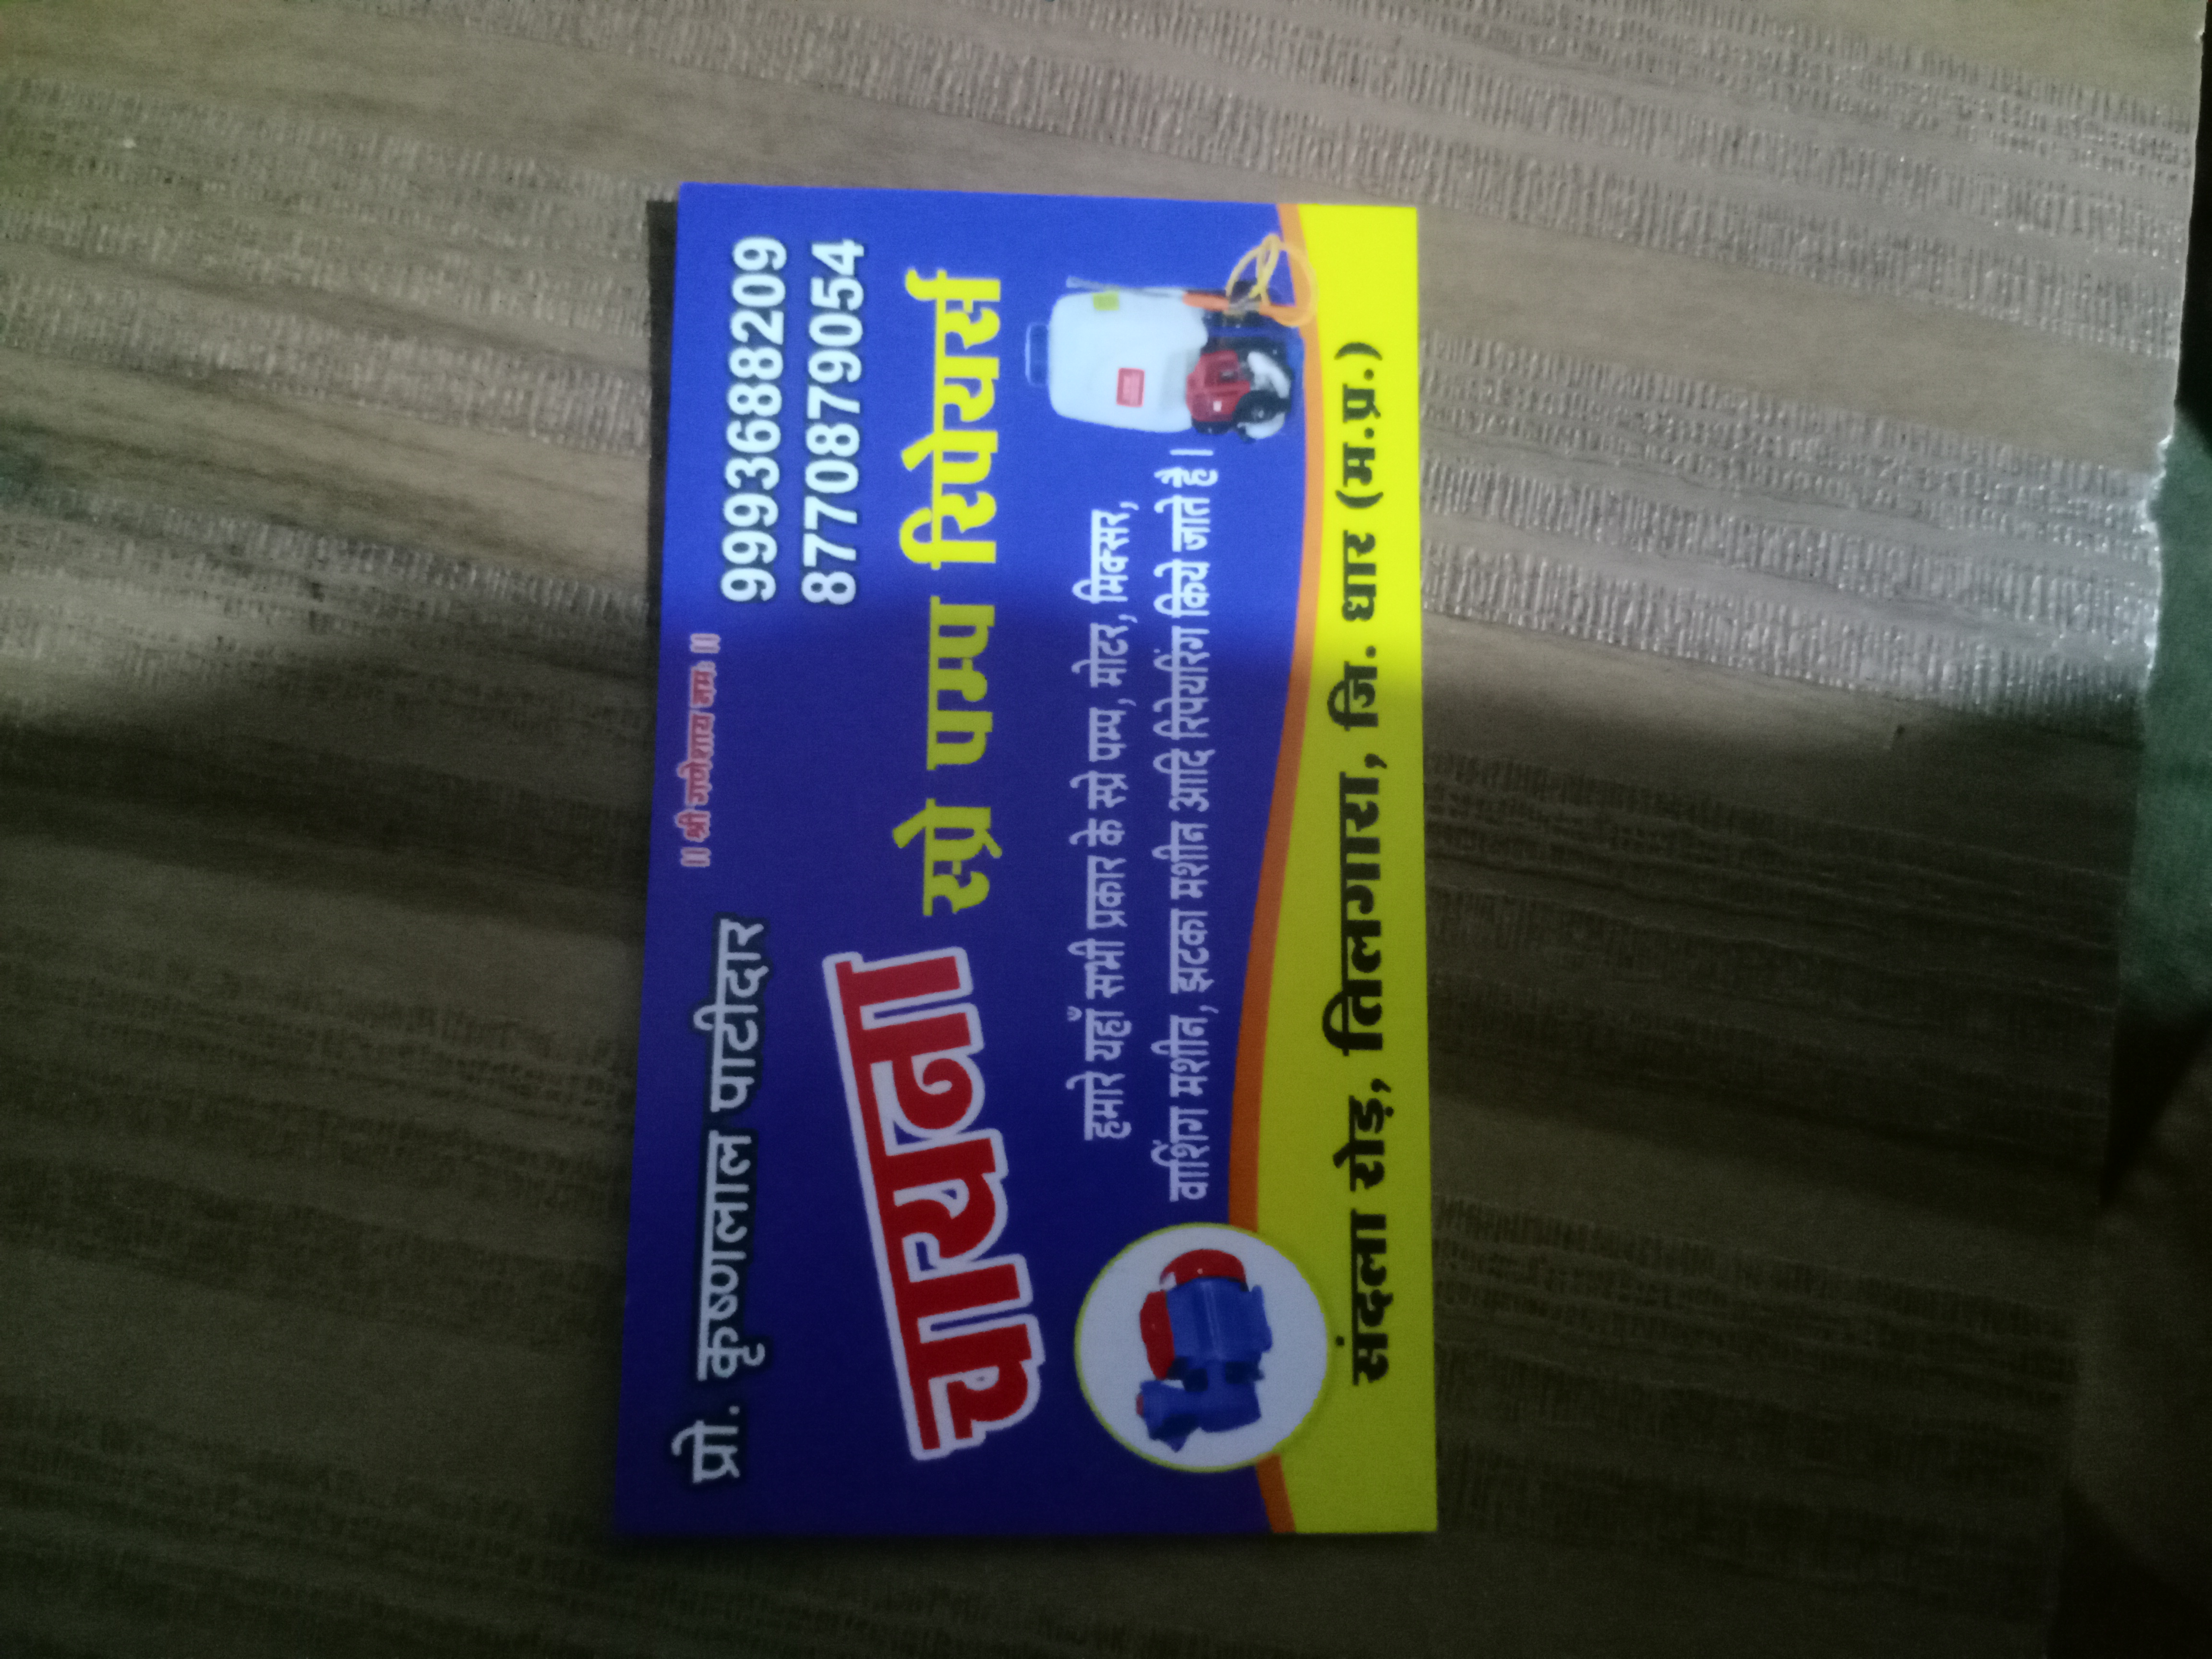 ॥ श्री गणेशाय नमः ॥
प्रो. कृष्णलाल पाटीदार
9993688209
8770879054
चायवता स्प्रे पम्प रिपेयर्स
हमारे यहाँ सभी प्रकार के स्प्रे पम्प, मोटर, मिक्सर,
वाशिंग मशीन, झटका मशीन आदि रिपेयरिंग किये जाते है।
संदला रोड़, तिलगारा, जि. धार (म.प्र.)